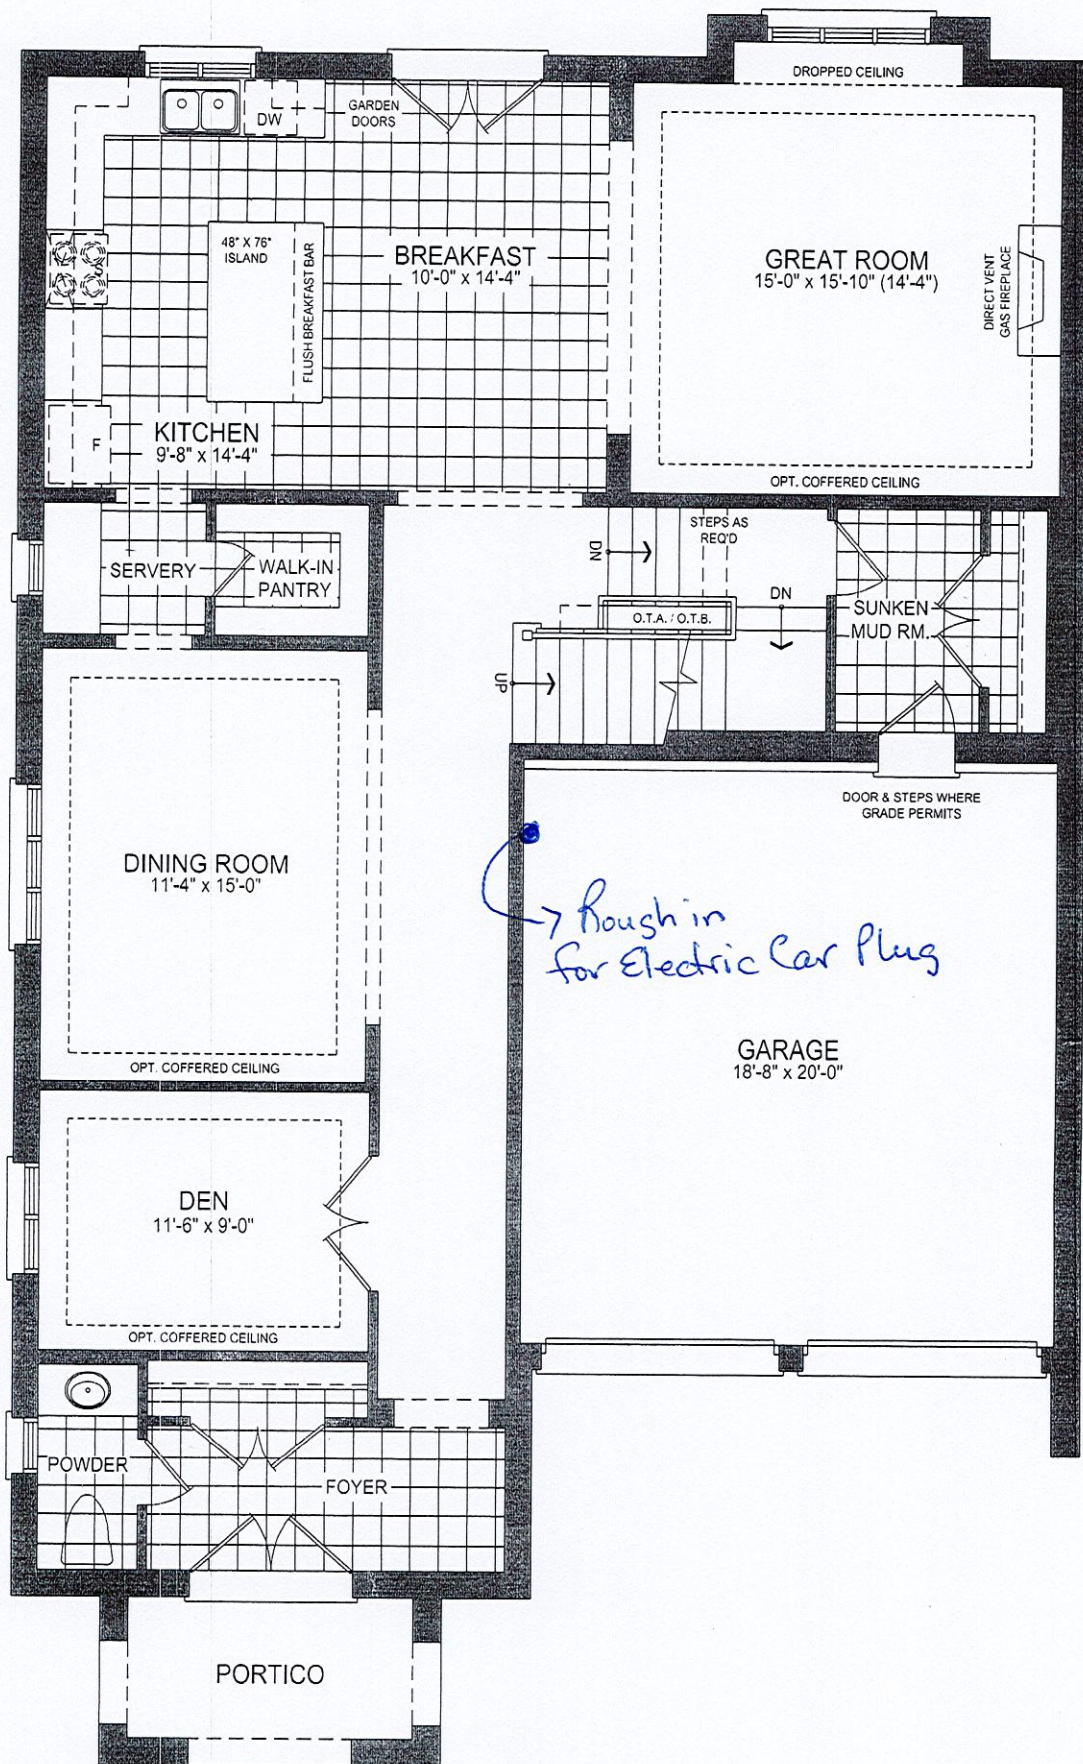 DROPPED CEILING
GARDEN
DOORS
DW
48" X 76"
ISLAND
FLUSH BREAKFAST BAR
BREAKFAST
10'-0" x 14'-4"
GREAT ROOM
15'-0" x 15'-10" (14'-4")
DIRECT VENT
GAS FIREPLACE
S
F
KITCHEN
9'-8" x 14'-4"
OPT. COFFERED CEILING
SERVERY
WALK-IN
PANTRY
STEPS AS
REQ'D
DN
DN
O.T.A. / O.T.B.
UP
SUNKEN
MUD RM.
DOOR & STEPS WHERE
GRADE PERMITS
DINING ROOM
11'-4" x 15'-0"
OPT. COFFERED CEILING
Rough in
for Electric Car Plug
GARAGE
18'-8" x 20'-0"
DEN
11'-6" x 9'-0"
OPT. COFFERED CEILING
POWDER
FOYER
PORTICO